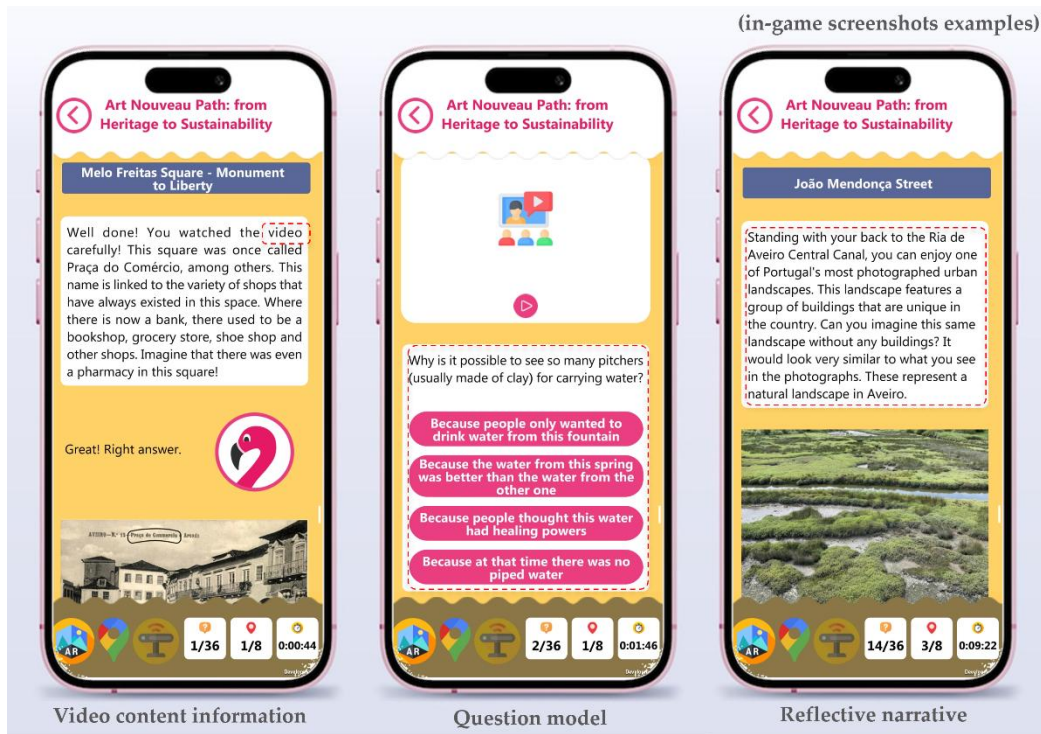 (in-game screenshots examples)
Art Nouveau Path: from
Heritage to Sustainability
Melo Freitas Square - Monument
to Liberty
Well done! You watched the video
carefully! This square was once called
Praça do Comércio, among others. This
name is linked to the variety of shops that
have always existed in this space. Where
there is now a bank, there used to be a
bookshop, grocery store, shoe shop and
other shops. Imagine that there was even
a pharmacy in this square!
Great! Right answer.
AR
1/36
1/8
0:00:44
Video content information
Art Nouveau Path: from
Heritage to Sustainability
Why is it possible to see so many pitchers
(usually made of clay) for carrying water?
Because people only wanted to
drink water from this fountain
Because the water from this spring
was better than the water from the
other one
Because people thought this water
had healing powers
Because at that time there was no
piped water
AR
2/36
1/8
0:01:46
Question model
Art Nouveau Path: from
Heritage to Sustainability
João Mendonça Street
Standing with your back to the Ria de
Aveiro Central Canal, you can enjoy one
of Portugal's most photographed urban
landscapes. This landscape features a
group of buildings that are unique in
the country. Can you imagine this same
landscape without any buildings? It
would look very similar to what you see
in the photographs. These represent a
natural landscape in Aveiro.
AR
14/36
3/8
0:09:22
Reflective narrative